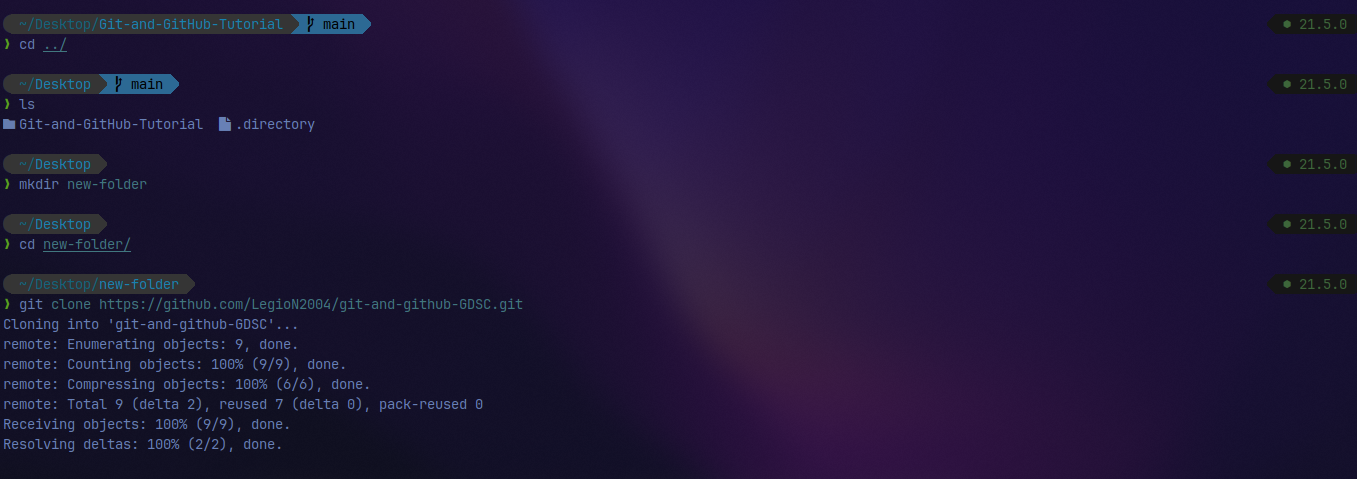 ~/Desktop/Git-and-GitHub-Tutorial main 21.5.0
❯ cd ../
~/Desktop main 21.5.0
❯ ls
Git-and-GitHub-Tutorial .directory
~/Desktop 21.5.0
❯ mkdir new-folder
~/Desktop 21.5.0
❯ cd new-folder/
~/Desktop/new-folder 21.5.0
❯ git clone https://github.com/LegioN2004/git-and-github-GDSC.git
Cloning into 'git-and-github-GDSC'...
remote: Enumerating objects: 9, done.
remote: Counting objects: 100% (9/9), done.
remote: Compressing objects: 100% (6/6), done.
remote: Total 9 (delta 2), reused 7 (delta 0), pack-reused 0
Receiving objects: 100% (9/9), done.
Resolving deltas: 100% (2/2), done.